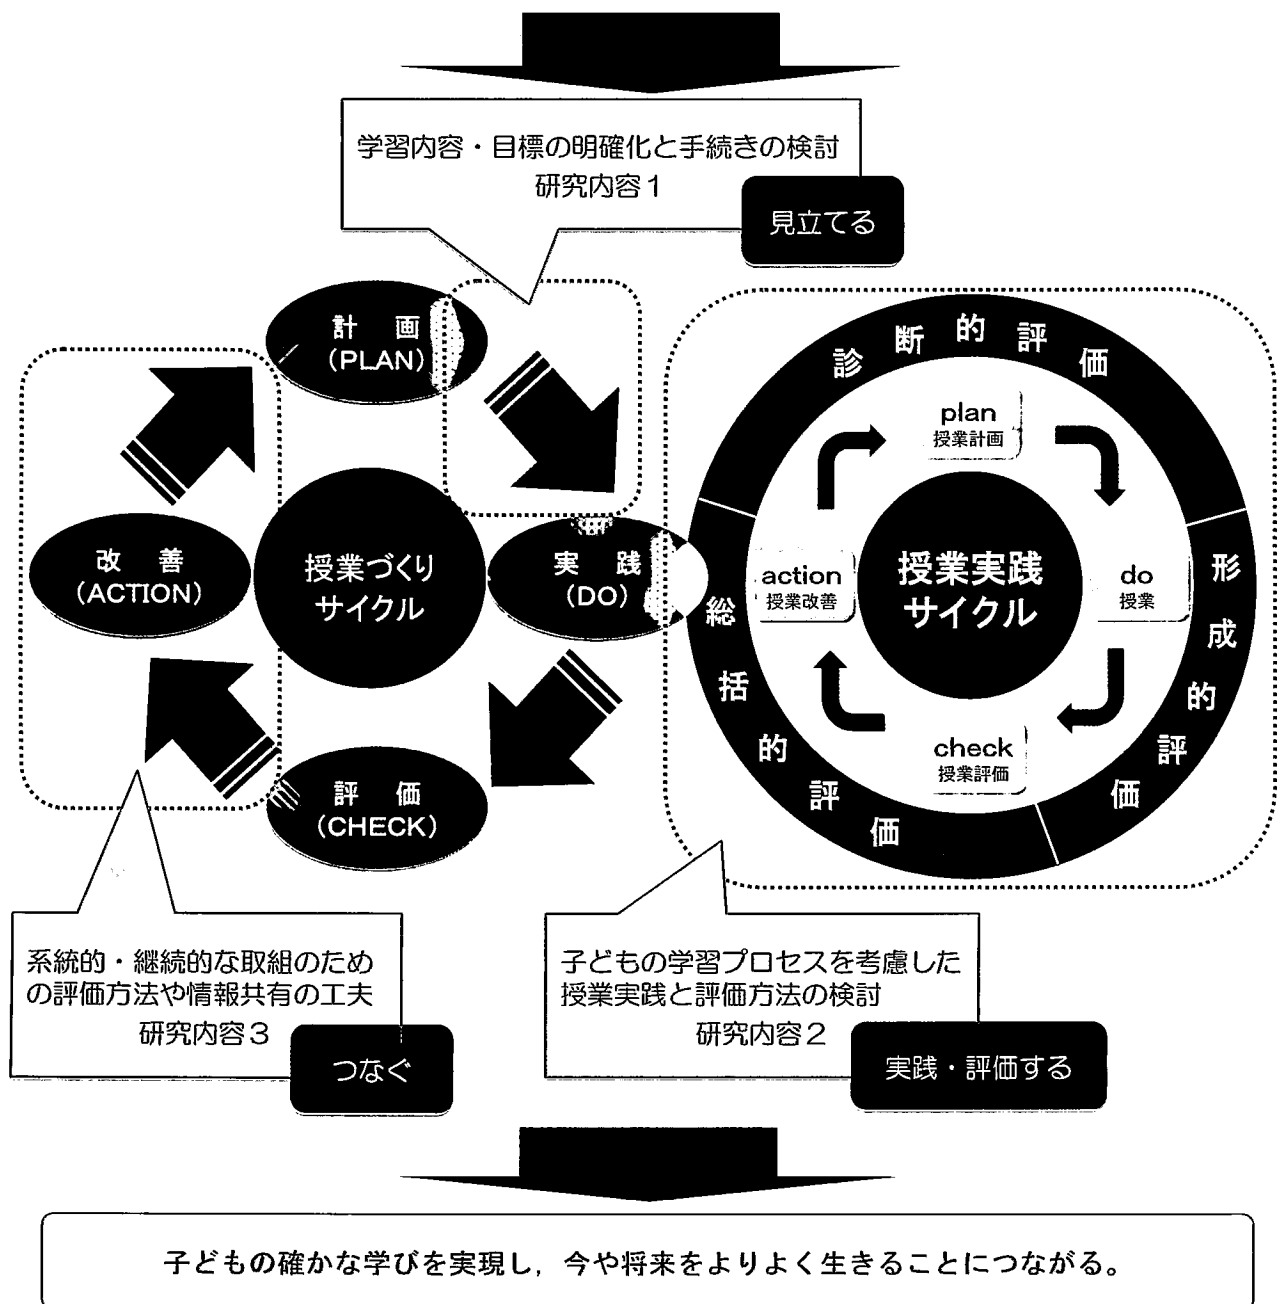 学習内容・目標の明確化と手続きの検討
研究内容1
見立てる
計　画
(PLAN)
改　善
(ACTION)
授業づくり
サイクル
実　践
(DO)
評　価
(CHECK)
診断的評価
形成的評価
総括的評価
plan
授業計画
action
授業改善
授業実践
サイクル
do
授業
check
授業評価
系統的・継続的な取組のため
の評価方法や情報共有の工夫
研究内容3
つなぐ
子どもの学習プロセスを考慮した
授業実践と評価方法の検討
研究内容2
実践・評価する
子どもの確かな学びを実現し，今や将来をよりよく生きることにつながる。